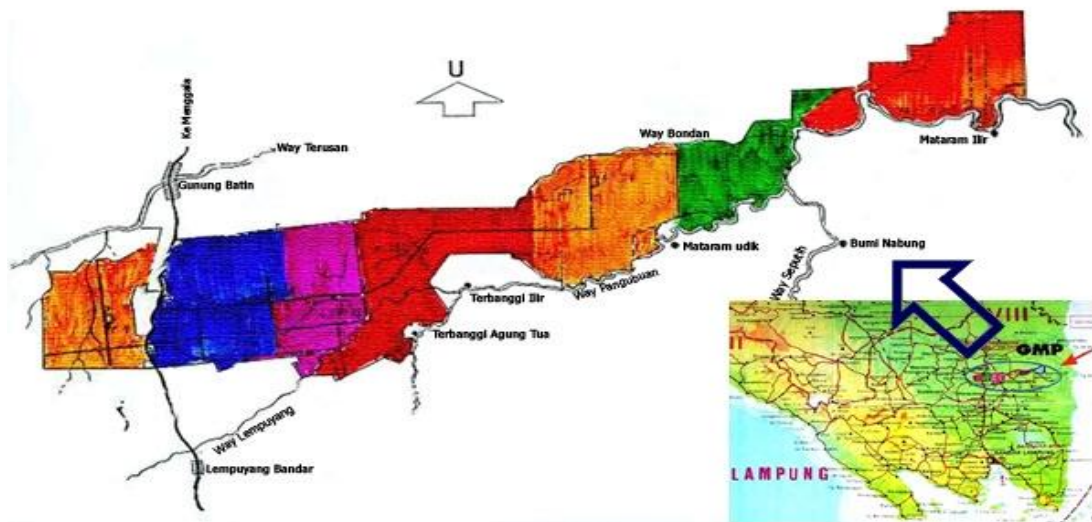 U
Ke Menggala
Way Terusan
Gunung Batin
Way Bondan
Mataram Ilir
Mataram udik
Bumi Nabung
Way Seputih
Way Pangubuan
Terbanggi Ilir
Terbanggi Agung Tua
Way Lempuyang
Lempuyang Bandar
GMP
LAMPUNG